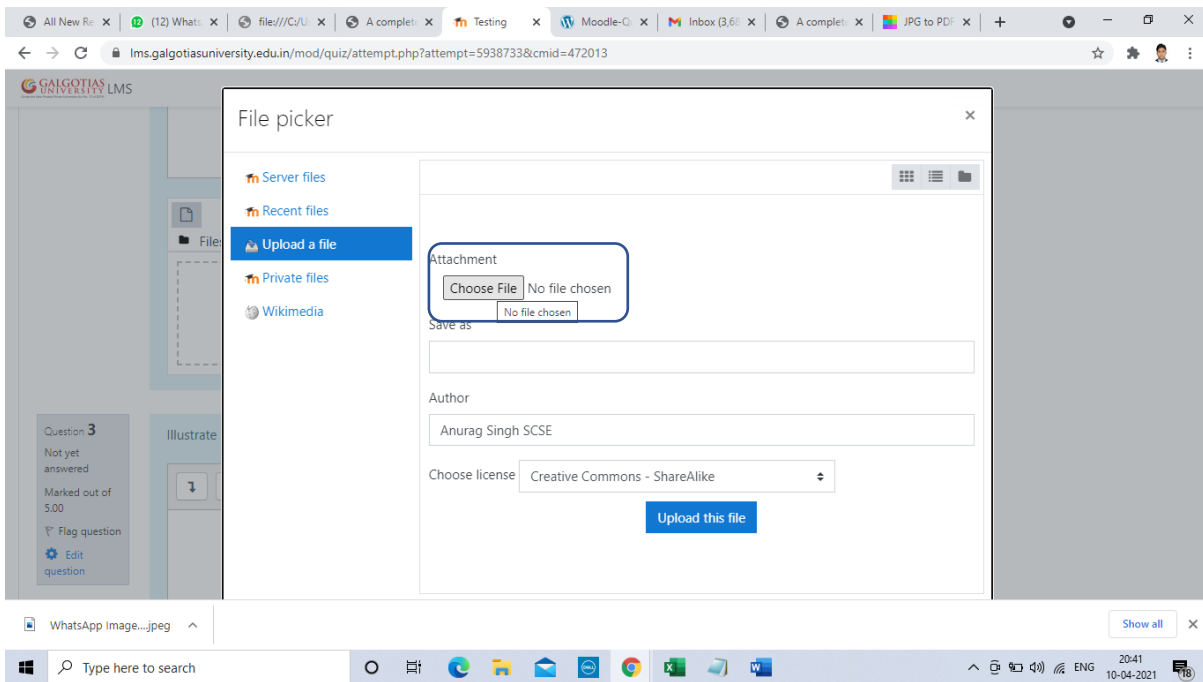 All New Re
(12) Whats
file:///C:/U
A complet
Testing
Moodle-Q
Inbox (3,6
A complet
JPG to PDF
lms.galgotiasuniversity.edu.in/mod/quiz/attempt.php?attempt=5938733&cmid=472013
GALGOTIAS
UNIVERSITY LMS
File picker
Server files
Recent files
Upload a file
Private files
Wikimedia
Files
Attachment
Choose File No file chosen
No file chosen
Save as
Author
Anurag Singh SCSE
Choose license Creative Commons - ShareAlike
Upload this file
Question 3
Not yet
answered
Marked out of
5.00
Flag question
Edit
question
Illustrate
WhatsApp Image....jpeg
Show all
Type here to search
DELL
ENG
20:41
10-04-2021
18